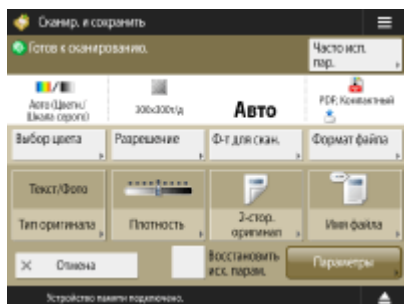 Сканир. и сохранить
Готов к сканированию.
Часто исп.
пар.
Авто (Цветн./
Шкала серого)
300x300т/д
Авто
PDF; Компактный
Выбор цвета
Разрешение
Ф-т для скан.
Формат файла
Текст/Фото
Тип оригинала
Плотность
2-стор.
оригинал
Имя файла
Отмена
Восстановить
исх. парам.
Параметры
Устройство памяти подключено.